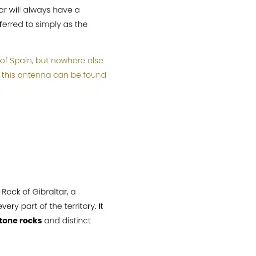 ar will always have a
ferred to simply as the
of Spain, but nowhere else
this antenna can be found
Rock of Gibraltar, a
every part of the territory. It
tone rocks and distinct